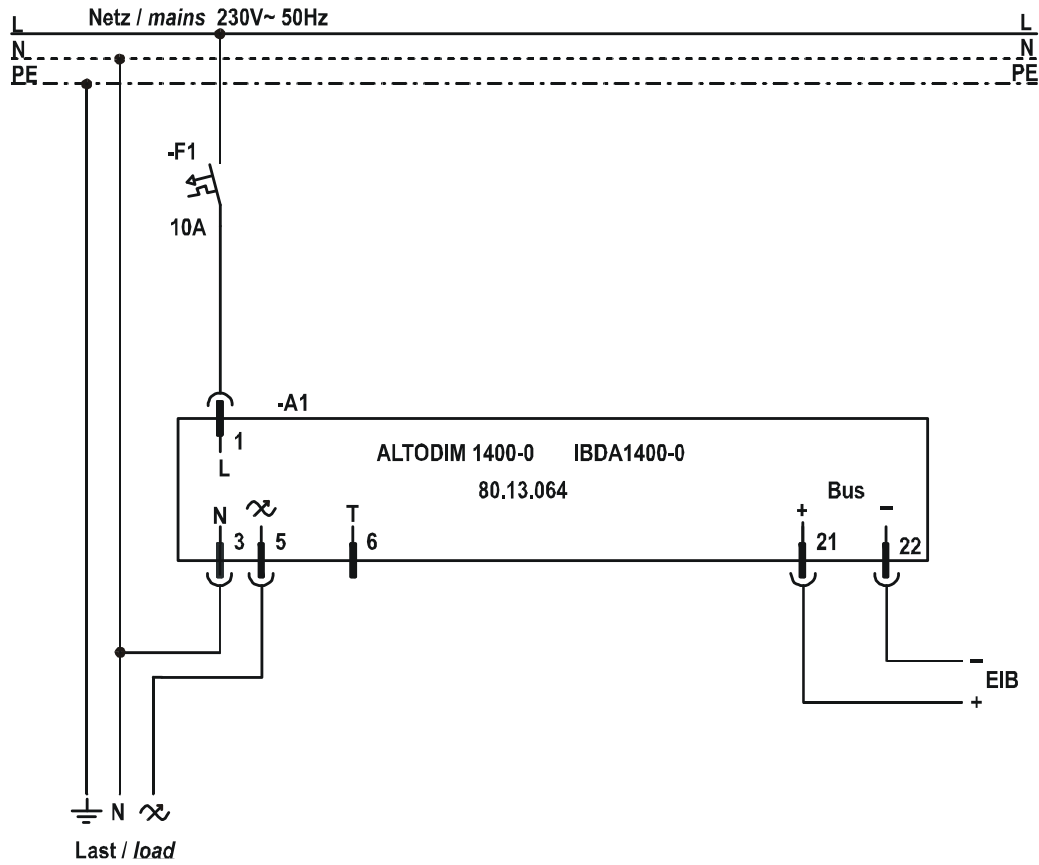 Netz / mains 230V~ 50Hz
L L
N N
PE PE
-F1
10A
-A1
1
L
ALTODIM 1400-0 IBDA1400-0
80.13.064
Bus
N T + –
3 5 6 21 22
–
EIB
+
N
Last / load